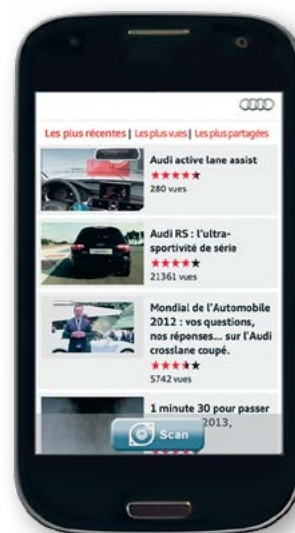 Les plus récentes | Les plus vues | Les plus partagées
Audi active lane assist
280 vues
Audi RS : l'ultra-
sportivité de série
21361 vues
Mondial de l'Automobile
2012 : vos questions,
nos réponses... sur l'Audi
crosslane coupé.
5742 vues
1 minute 30 pour passer
2013,
Scan